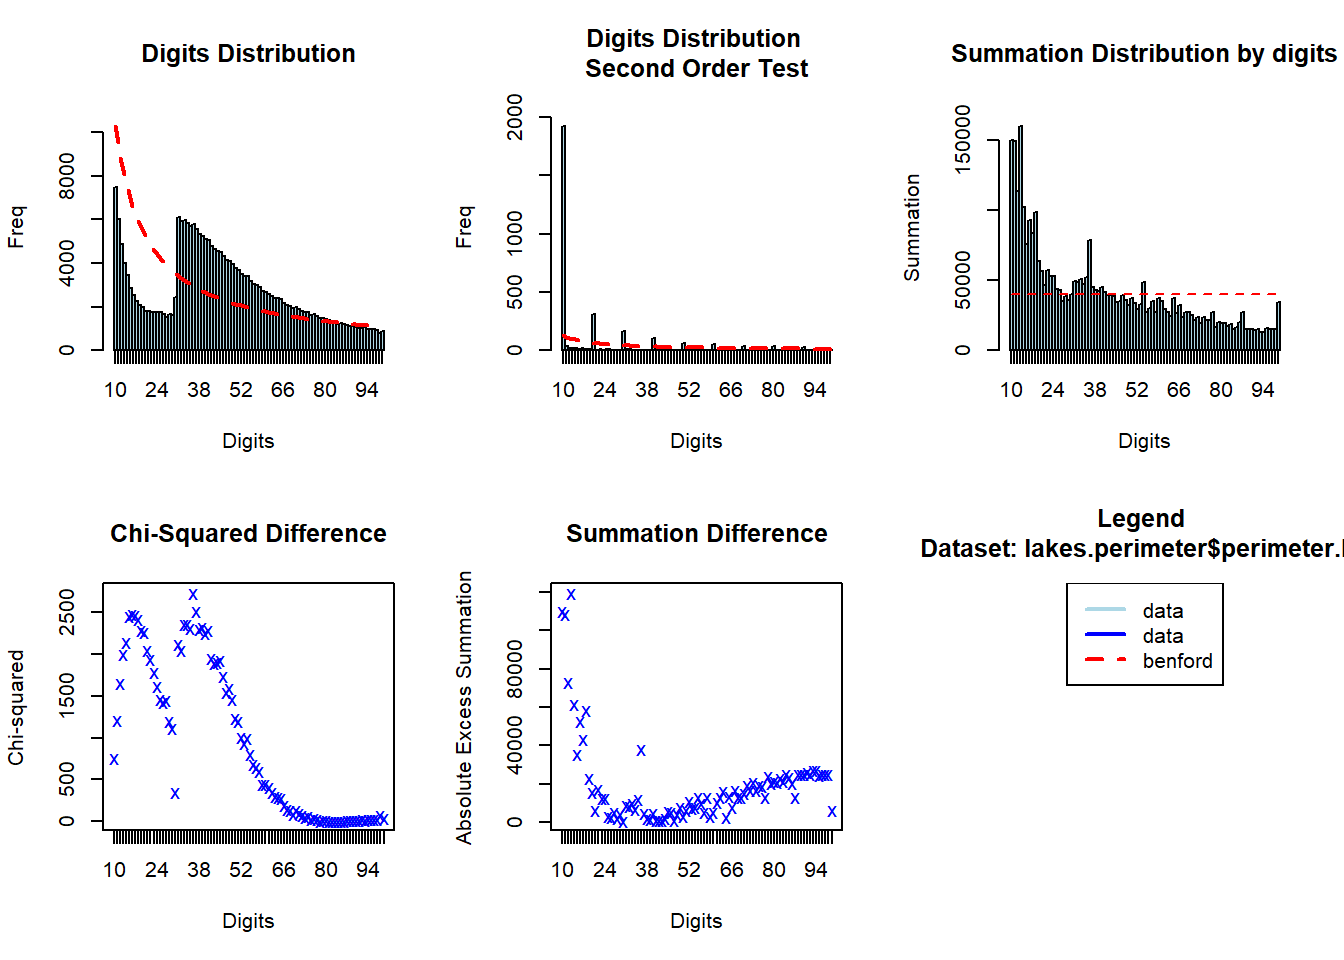 Digits Distribution
Freq
0
4000
8000
10
24
38
52
66
80
94
Digits
Digits Distribution
Second Order Test
Freq
0
500
1000
2000
10
24
38
52
66
80
94
Digits
Summation Distribution by digits
Summation
0
50000
150000
10
24
38
52
66
80
94
Digits
Chi-Squared Difference
Chi-squared
0
500
1500
2500
10
24
38
52
66
80
94
Digits
Summation Difference
Absolute Excess Summation
0
40000
80000
10
24
38
52
66
80
94
Digits
Legend
Dataset: lakes.perimeter$perimeter.
data
data
benford